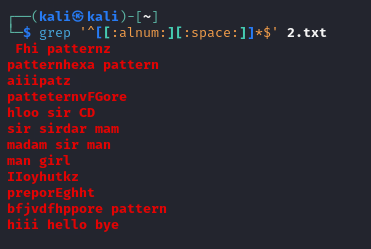 ┌──(kali㉿kali)-[~]
└─$ grep '^[[:alnum:][:space:]]*$' 2.txt
 Fhi patternz
patternhexa pattern
aiiipatz
patteternvFGore
hloo sir CD
sir sirdar mam
madam sir man
man girl
IIoyhutkz
preporEghht
bfjvdfhppore pattern
hiii hello bye